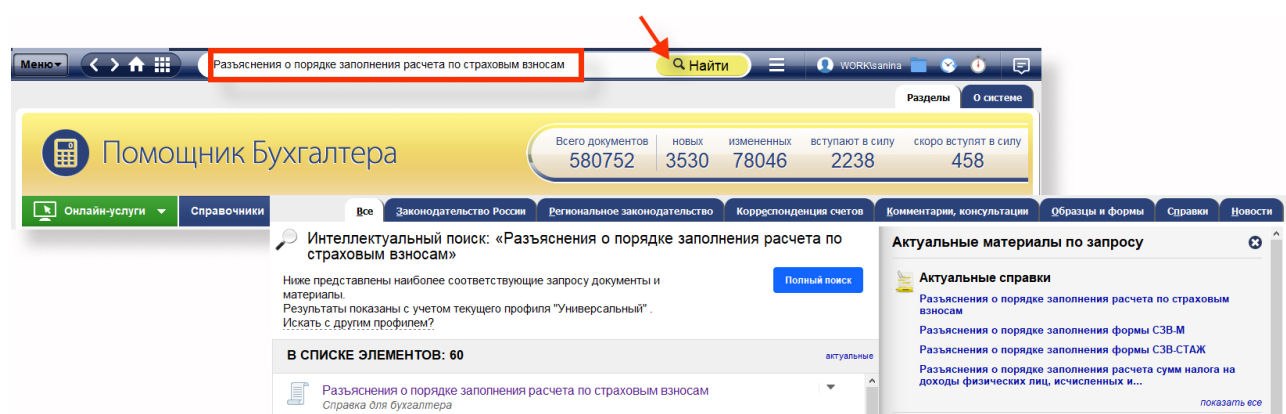 Меню
Разъяснения о порядке заполнения расчета по страховым взносам
Найти
WORK\sanina
Разделы
О системе
Помощник Бухгалтера
Всего документов
580752
новых
3530
измененных
78046
вступают в силу
2238
скоро вступят в силу
458
Онлайн-услуги
Справочники
Все
Законодательство России
Региональное законодательство
Корреспонденция счетов
Комментарии, консультации
Образцы и формы
Справки
Новости
Интеллектуальный поиск: «Разъяснения о порядке заполнения расчета по
страховым взносам»
Ниже представлены наиболее соответствующие запросу документы и
материалы.
Результаты показаны с учетом текущего профиля "Универсальный" .
Искать с другим профилем?
Полный поиск
В СПИСКЕ ЭЛЕМЕНТОВ: 60
актуальные
Разъяснения о порядке заполнения расчета по страховым взносам
Справка для бухгалтера
Актуальные материалы по запросу
Актуальные справки
Разъяснения о порядке заполнения расчета по страховым
взносам
Разъяснения о порядке заполнения формы СЗВ-М
Разъяснения о порядке заполнения формы СЗВ-СТАЖ
Разъяснения о порядке заполнения расчета сумм налога на
доходы физических лиц, исчисленных и...
показать все